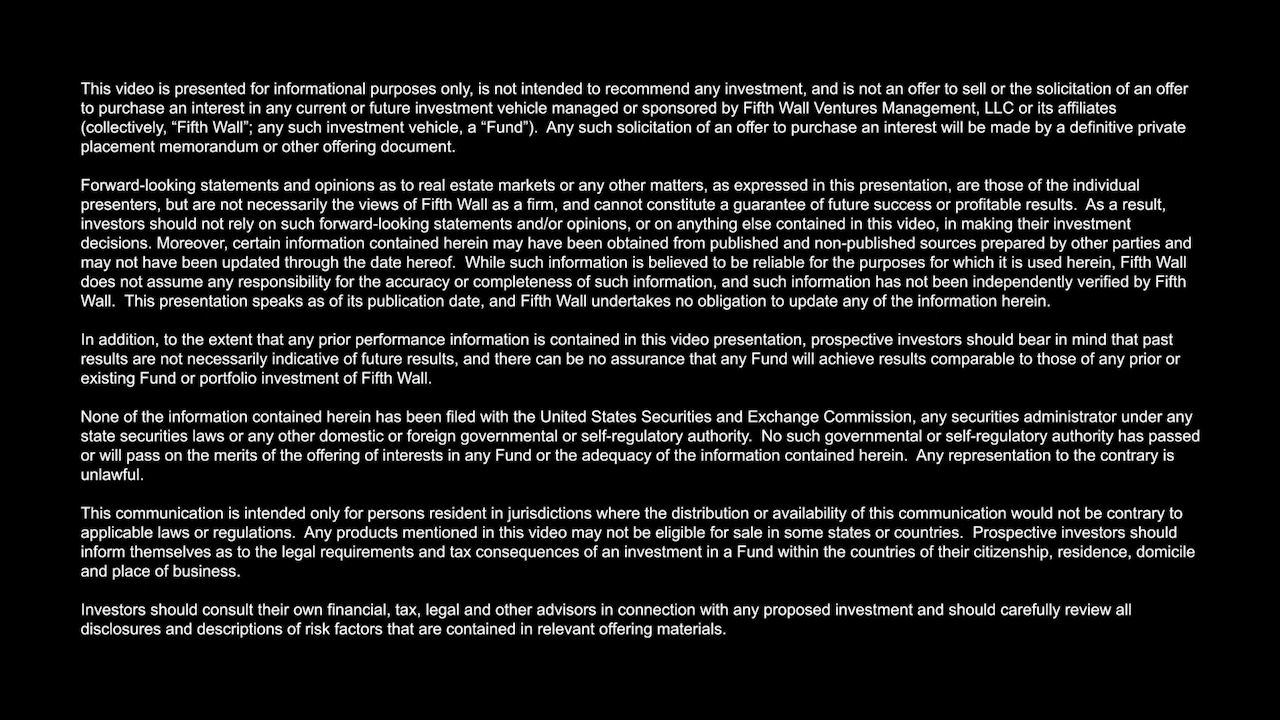 This video is presented for informational purposes only, is not intended to recommend any investment, and is not an offer to sell or the solicitation of an offer
to purchase an interest in any current or future investment vehicle managed or sponsored by Fifth Wall Ventures Management, LLC or its affiliates
(collectively, “Fifth Wall”; any such investment vehicle, a “Fund”).  Any such solicitation of an offer to purchase an interest will be made by a definitive private
placement memorandum or other offering document.
Forward-looking statements and opinions as to real estate markets or any other matters, as expressed in this presentation, are those of the individual
presenters, but are not necessarily the views of Fifth Wall as a firm, and cannot constitute a guarantee of future success or profitable results.  As a result,
investors should not rely on such forward-looking statements and/or opinions, or on anything else contained in this video, in making their investment
decisions. Moreover, certain information contained herein may have been obtained from published and non-published sources prepared by other parties and
may not have been updated through the date hereof.  While such information is believed to be reliable for the purposes for which it is used herein, Fifth Wall
does not assume any responsibility for the accuracy or completeness of such information, and such information has not been independently verified by Fifth
Wall.  This presentation speaks as of its publication date, and Fifth Wall undertakes no obligation to update any of the information herein.
In addition, to the extent that any prior performance information is contained in this video presentation, prospective investors should bear in mind that past
results are not necessarily indicative of future results, and there can be no assurance that any Fund will achieve results comparable to those of any prior or
existing Fund or portfolio investment of Fifth Wall.
None of the information contained herein has been filed with the United States Securities and Exchange Commission, any securities administrator under any
state securities laws or any other domestic or foreign governmental or self-regulatory authority.  No such governmental or self-regulatory authority has passed
or will pass on the merits of the offering of interests in any Fund or the adequacy of the information contained herein.  Any representation to the contrary is
unlawful.
This communication is intended only for persons resident in jurisdictions where the distribution or availability of this communication would not be contrary to
applicable laws or regulations.  Any products mentioned in this video may not be eligible for sale in some states or countries.  Prospective investors should
inform themselves as to the legal requirements and tax consequences of an investment in a Fund within the countries of their citizenship, residence, domicile
and place of business.
Investors should consult their own financial, tax, legal and other advisors in connection with any proposed investment and should carefully review all
disclosures and descriptions of risk factors that are contained in relevant offering materials.